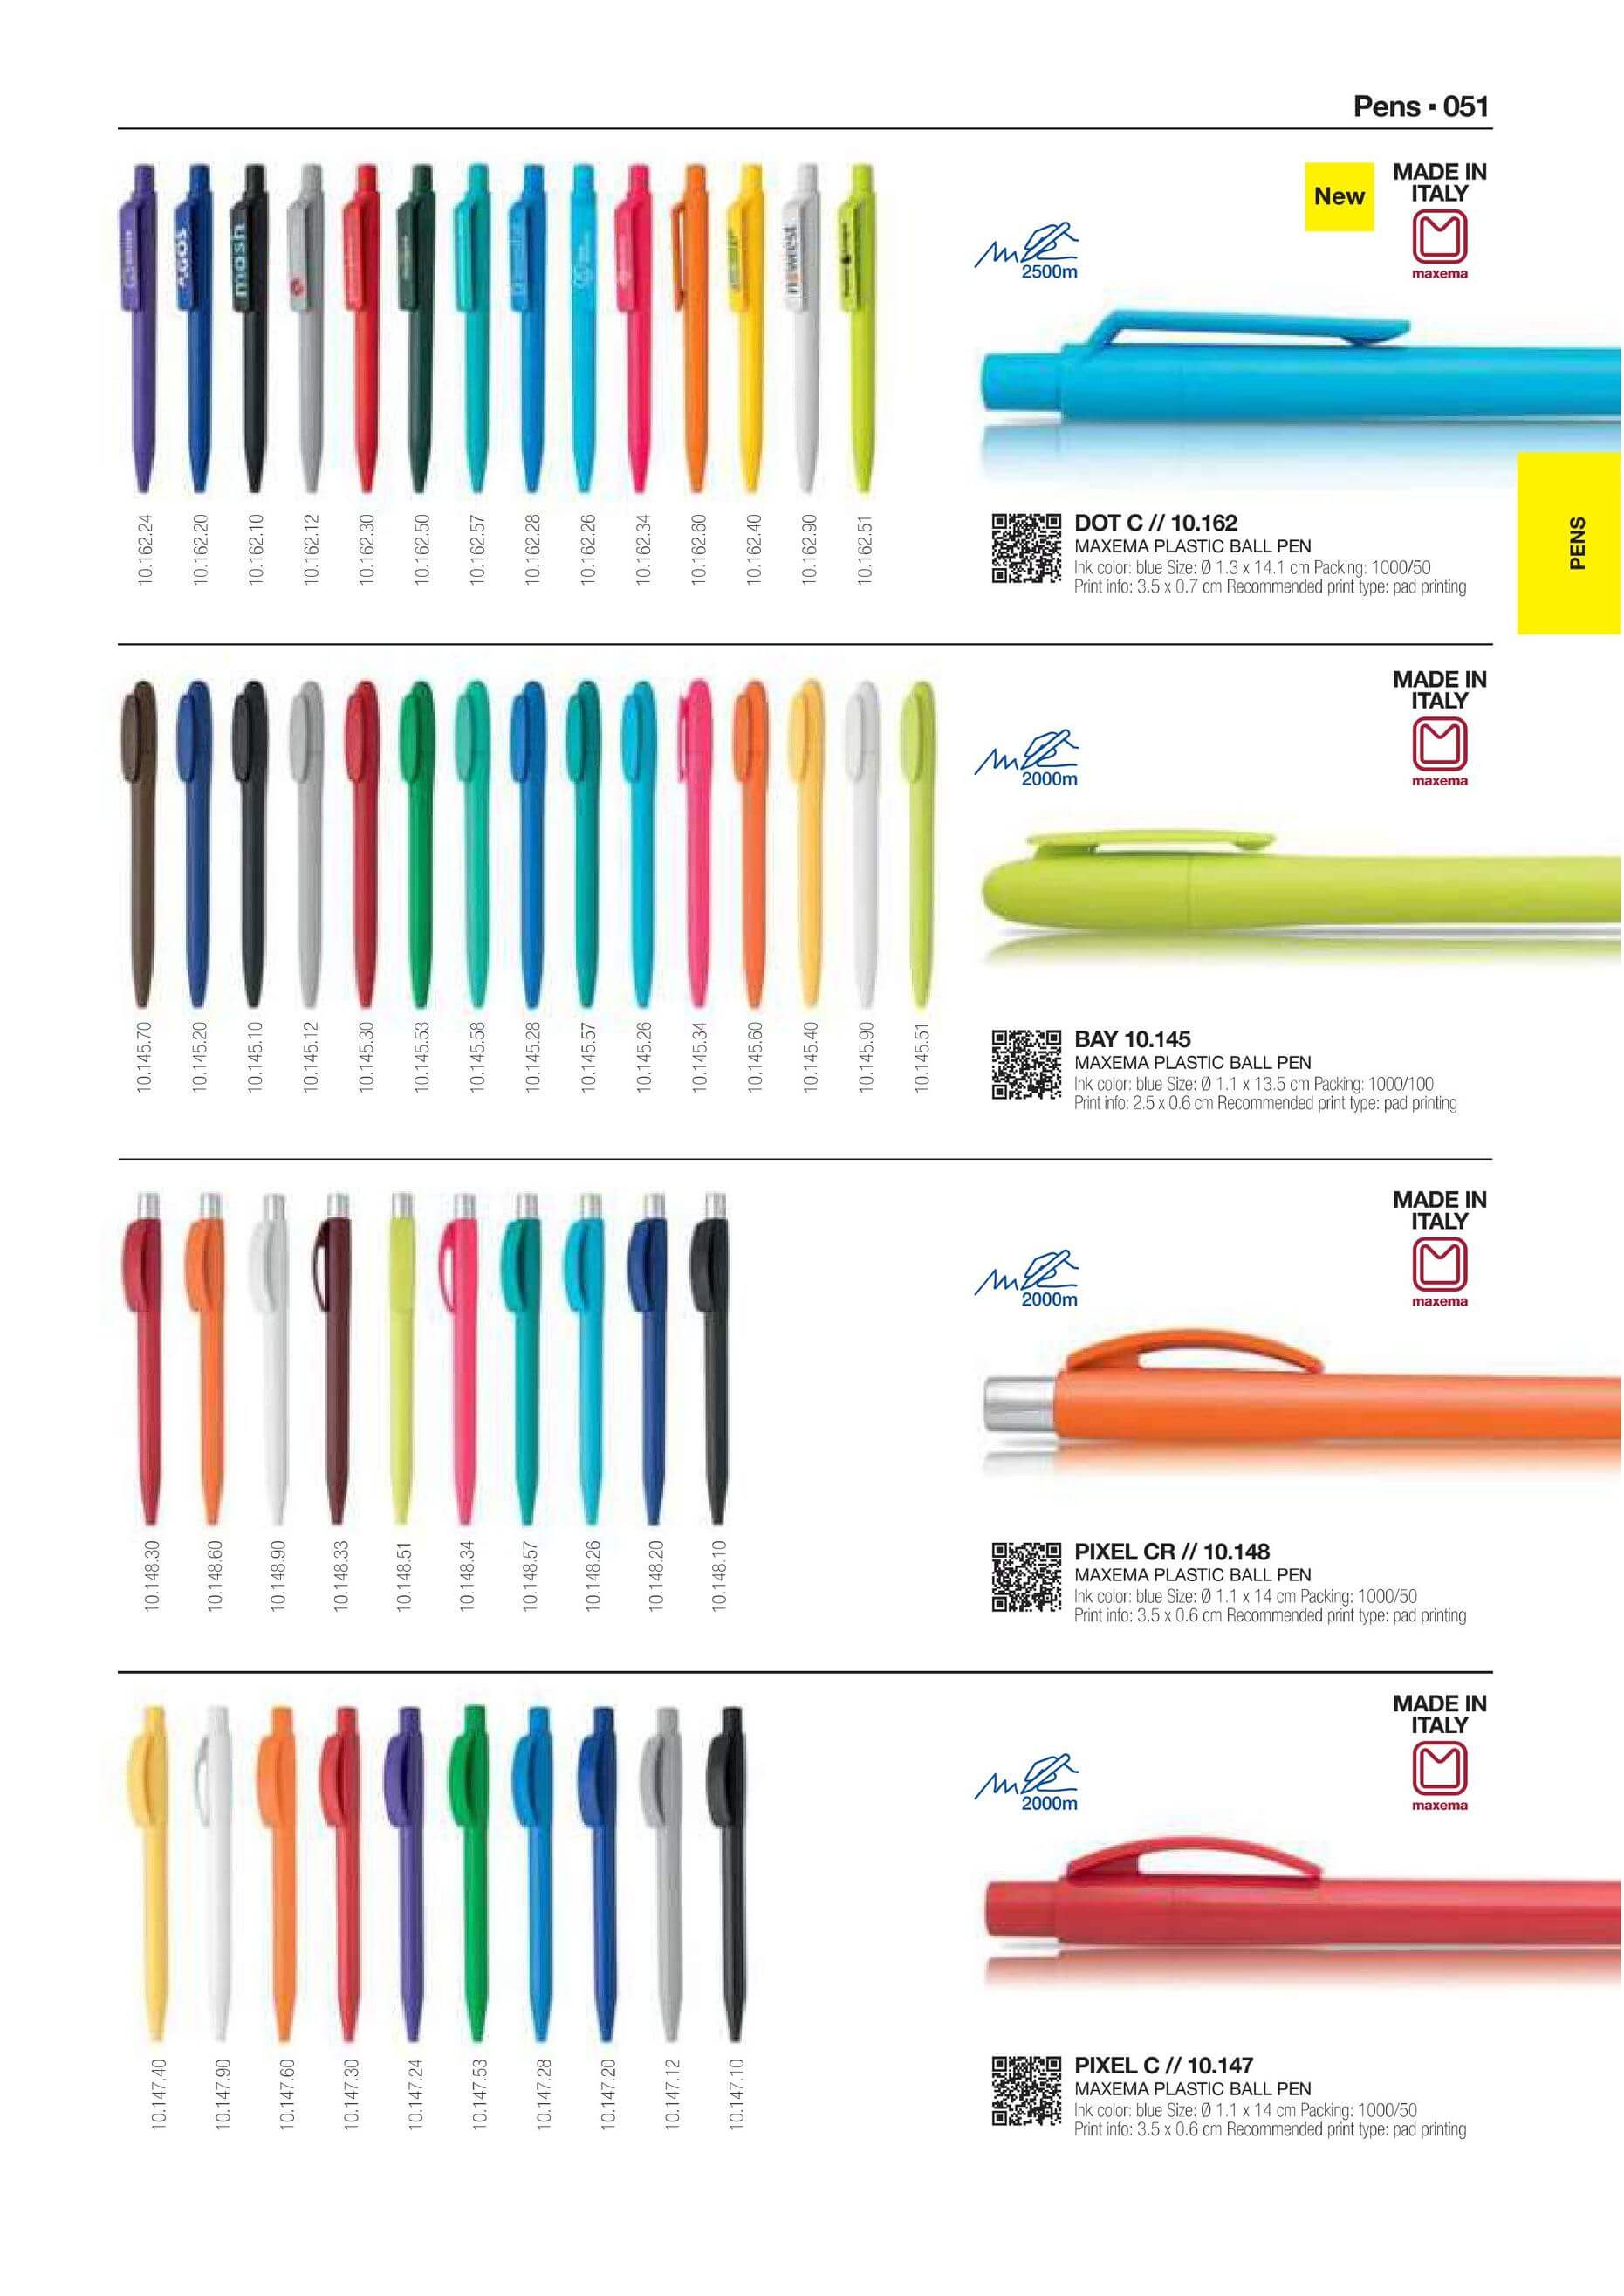 Pens ▪ 051
New
MADE IN
ITALY
maxema
2500m
ARGOS
mash
newrest
10.162.24
10.162.20
10.162.10
10.162.12
10.162.30
10.162.50
10.162.57
10.162.28
10.162.26
10.162.34
10.162.60
10.162.40
10.162.90
10.162.51
DOT C // 10.162
MAXEMA PLASTIC BALL PEN
Ink color: blue Size: Ø 1.3 x 14.1 cm Packing: 1000/50
Print info: 3.5 x 0.7 cm Recommended print type: pad printing
PENS
MADE IN
ITALY
maxema
2000m
10.145.70
10.145.20
10.145.10
10.145.12
10.145.30
10.145.53
10.145.58
10.145.28
10.145.57
10.145.26
10.145.34
10.145.60
10.145.40
10.145.90
10.145.51
BAY 10.145
MAXEMA PLASTIC BALL PEN
Ink color: blue Size: Ø 1.1 x 13.5 cm Packing: 1000/100
Print info: 2.5 x 0.6 cm Recommended print type: pad printing
MADE IN
ITALY
maxema
2000m
10.148.30
10.148.60
10.148.90
10.148.33
10.148.51
10.148.34
10.148.57
10.148.26
10.148.20
10.148.10
PIXEL CR // 10.148
MAXEMA PLASTIC BALL PEN
Ink color: blue Size: Ø 1.1 x 14 cm Packing: 1000/50
Print info: 3.5 x 0.6 cm Recommended print type: pad printing
MADE IN
ITALY
maxema
2000m
10.147.40
10.147.90
10.147.60
10.147.30
10.147.24
10.147.53
10.147.28
10.147.20
10.147.12
10.147.10
PIXEL C // 10.147
MAXEMA PLASTIC BALL PEN
Ink color: blue Size: Ø 1.1 x 14 cm Packing: 1000/50
Print info: 3.5 x 0.6 cm Recommended print type: pad printing